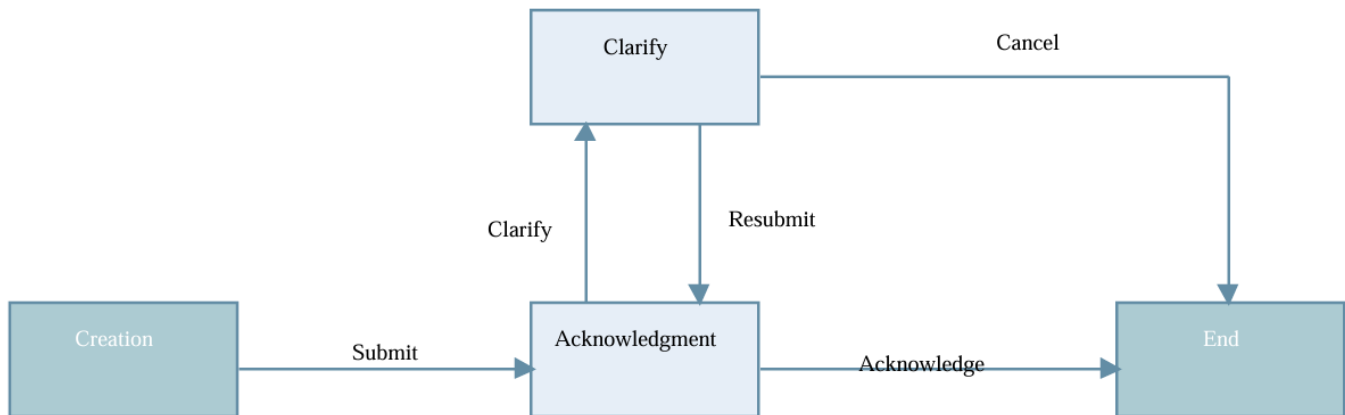 Clarify
Cancel
Clarify
Resubmit
Creation
Submit
Acknowledgment
Acknowledge
End